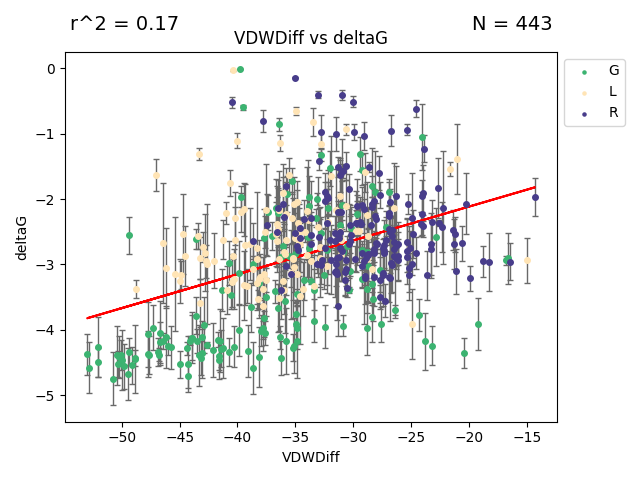 r^2 = 0.17
N = 443
VDWDiff vs deltaG
G
L
R
0
−1
−2
−3
−4
−5
deltaG
−50
−45
−40
−35
−30
−25
−20
−15
VDWDiff